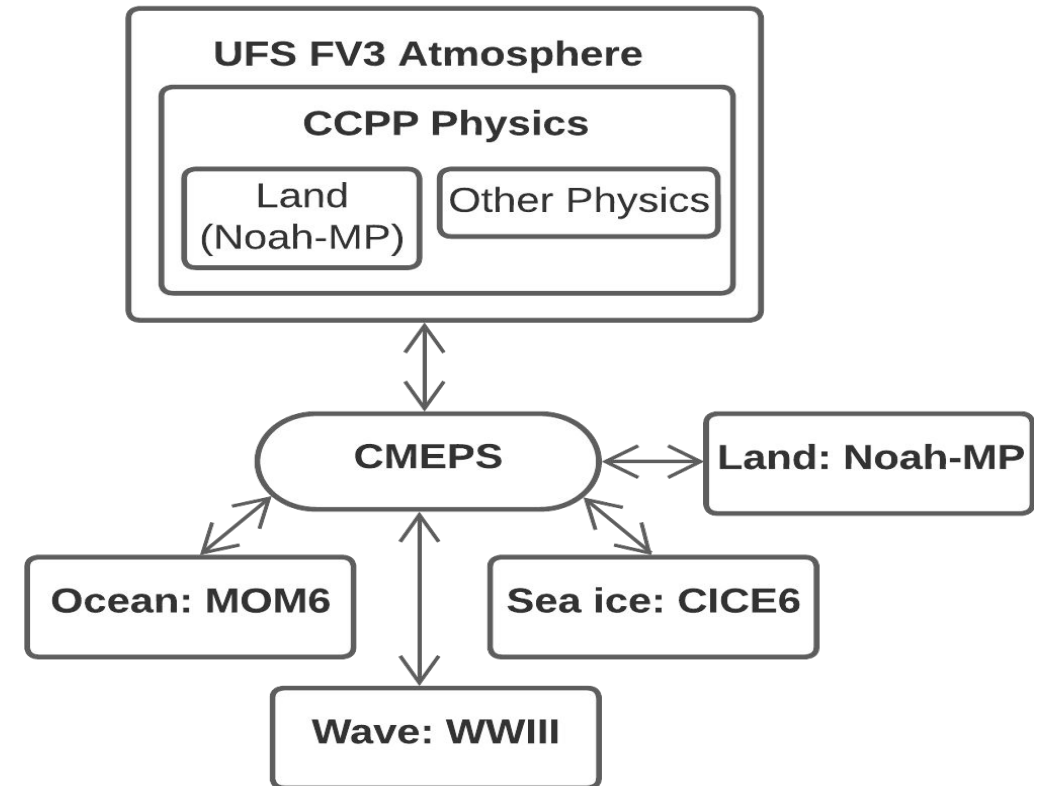 UFS FV3 Atmosphere
CCPP Physics
Land
(Noah-MP)
Other Physics
CMEPS
Land: Noah-MP
Ocean: MOM6
Sea ice: CICE6
Wave: WWIII